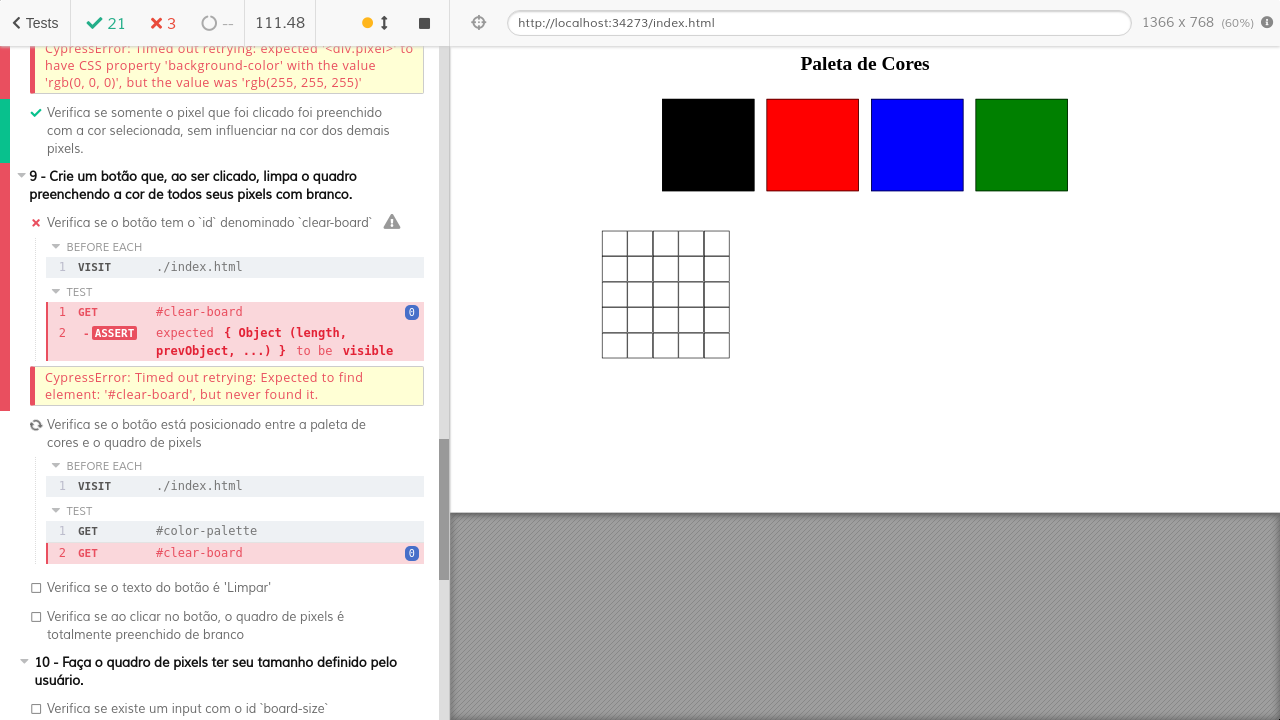 Tests 21 3 -- 111.48 http://localhost:34273/index.html 1366 x 768 (60%)
CypressError: Timed out retrying: expected '<div.pixel>' to
have CSS property 'background-color' with the value
'rgb(0, 0, 0)', but the value was 'rgb(255, 255, 255)'
Verifica se somente o pixel que foi clicado foi preenchido
com a cor selecionada, sem influenciar na cor dos demais
pixels.
9 - Crie um botão que, ao ser clicado, limpa o quadro
preenchendo a cor de todos seus pixels com branco.
Verifica se o botão tem o `id` denominado `clear-board`
BEFORE EACH
1 VISIT ./index.html
TEST
1 GET #clear-board 0
2 -ASSERT expected { Object (length,
prevObject, ...) } to be visible
CypressError: Timed out retrying: Expected to find
element: '#clear-board', but never found it.
Verifica se o botão está posicionado entre a paleta de
cores e o quadro de pixels
BEFORE EACH
1 VISIT ./index.html
TEST
1 GET #color-palette
2 GET #clear-board 0
Verifica se o texto do botão é 'Limpar'
Verifica se ao clicar no botão, o quadro de pixels é
totalmente preenchido de branco
10 - Faça o quadro de pixels ter seu tamanho definido pelo
usuário.
Verifica se existe um input com o id `board-size`
Paleta de Cores